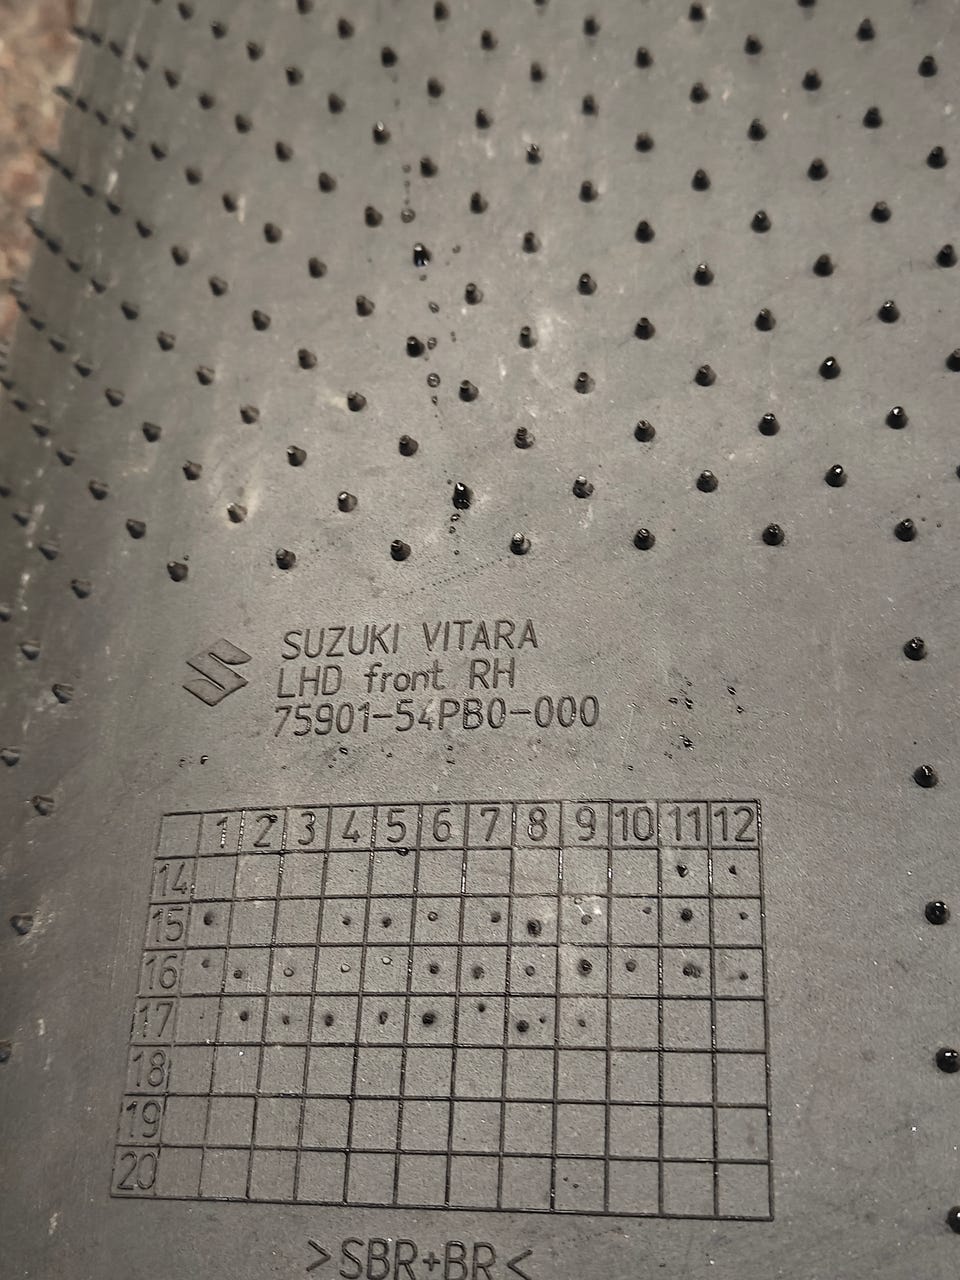 SUZUKI VITARA
LHD front RH
75901-54PB0-000
1 2 3 4 5 6 7 8 9 10 11 12
14
15
16
17
18
19
20
>SBR+BR<